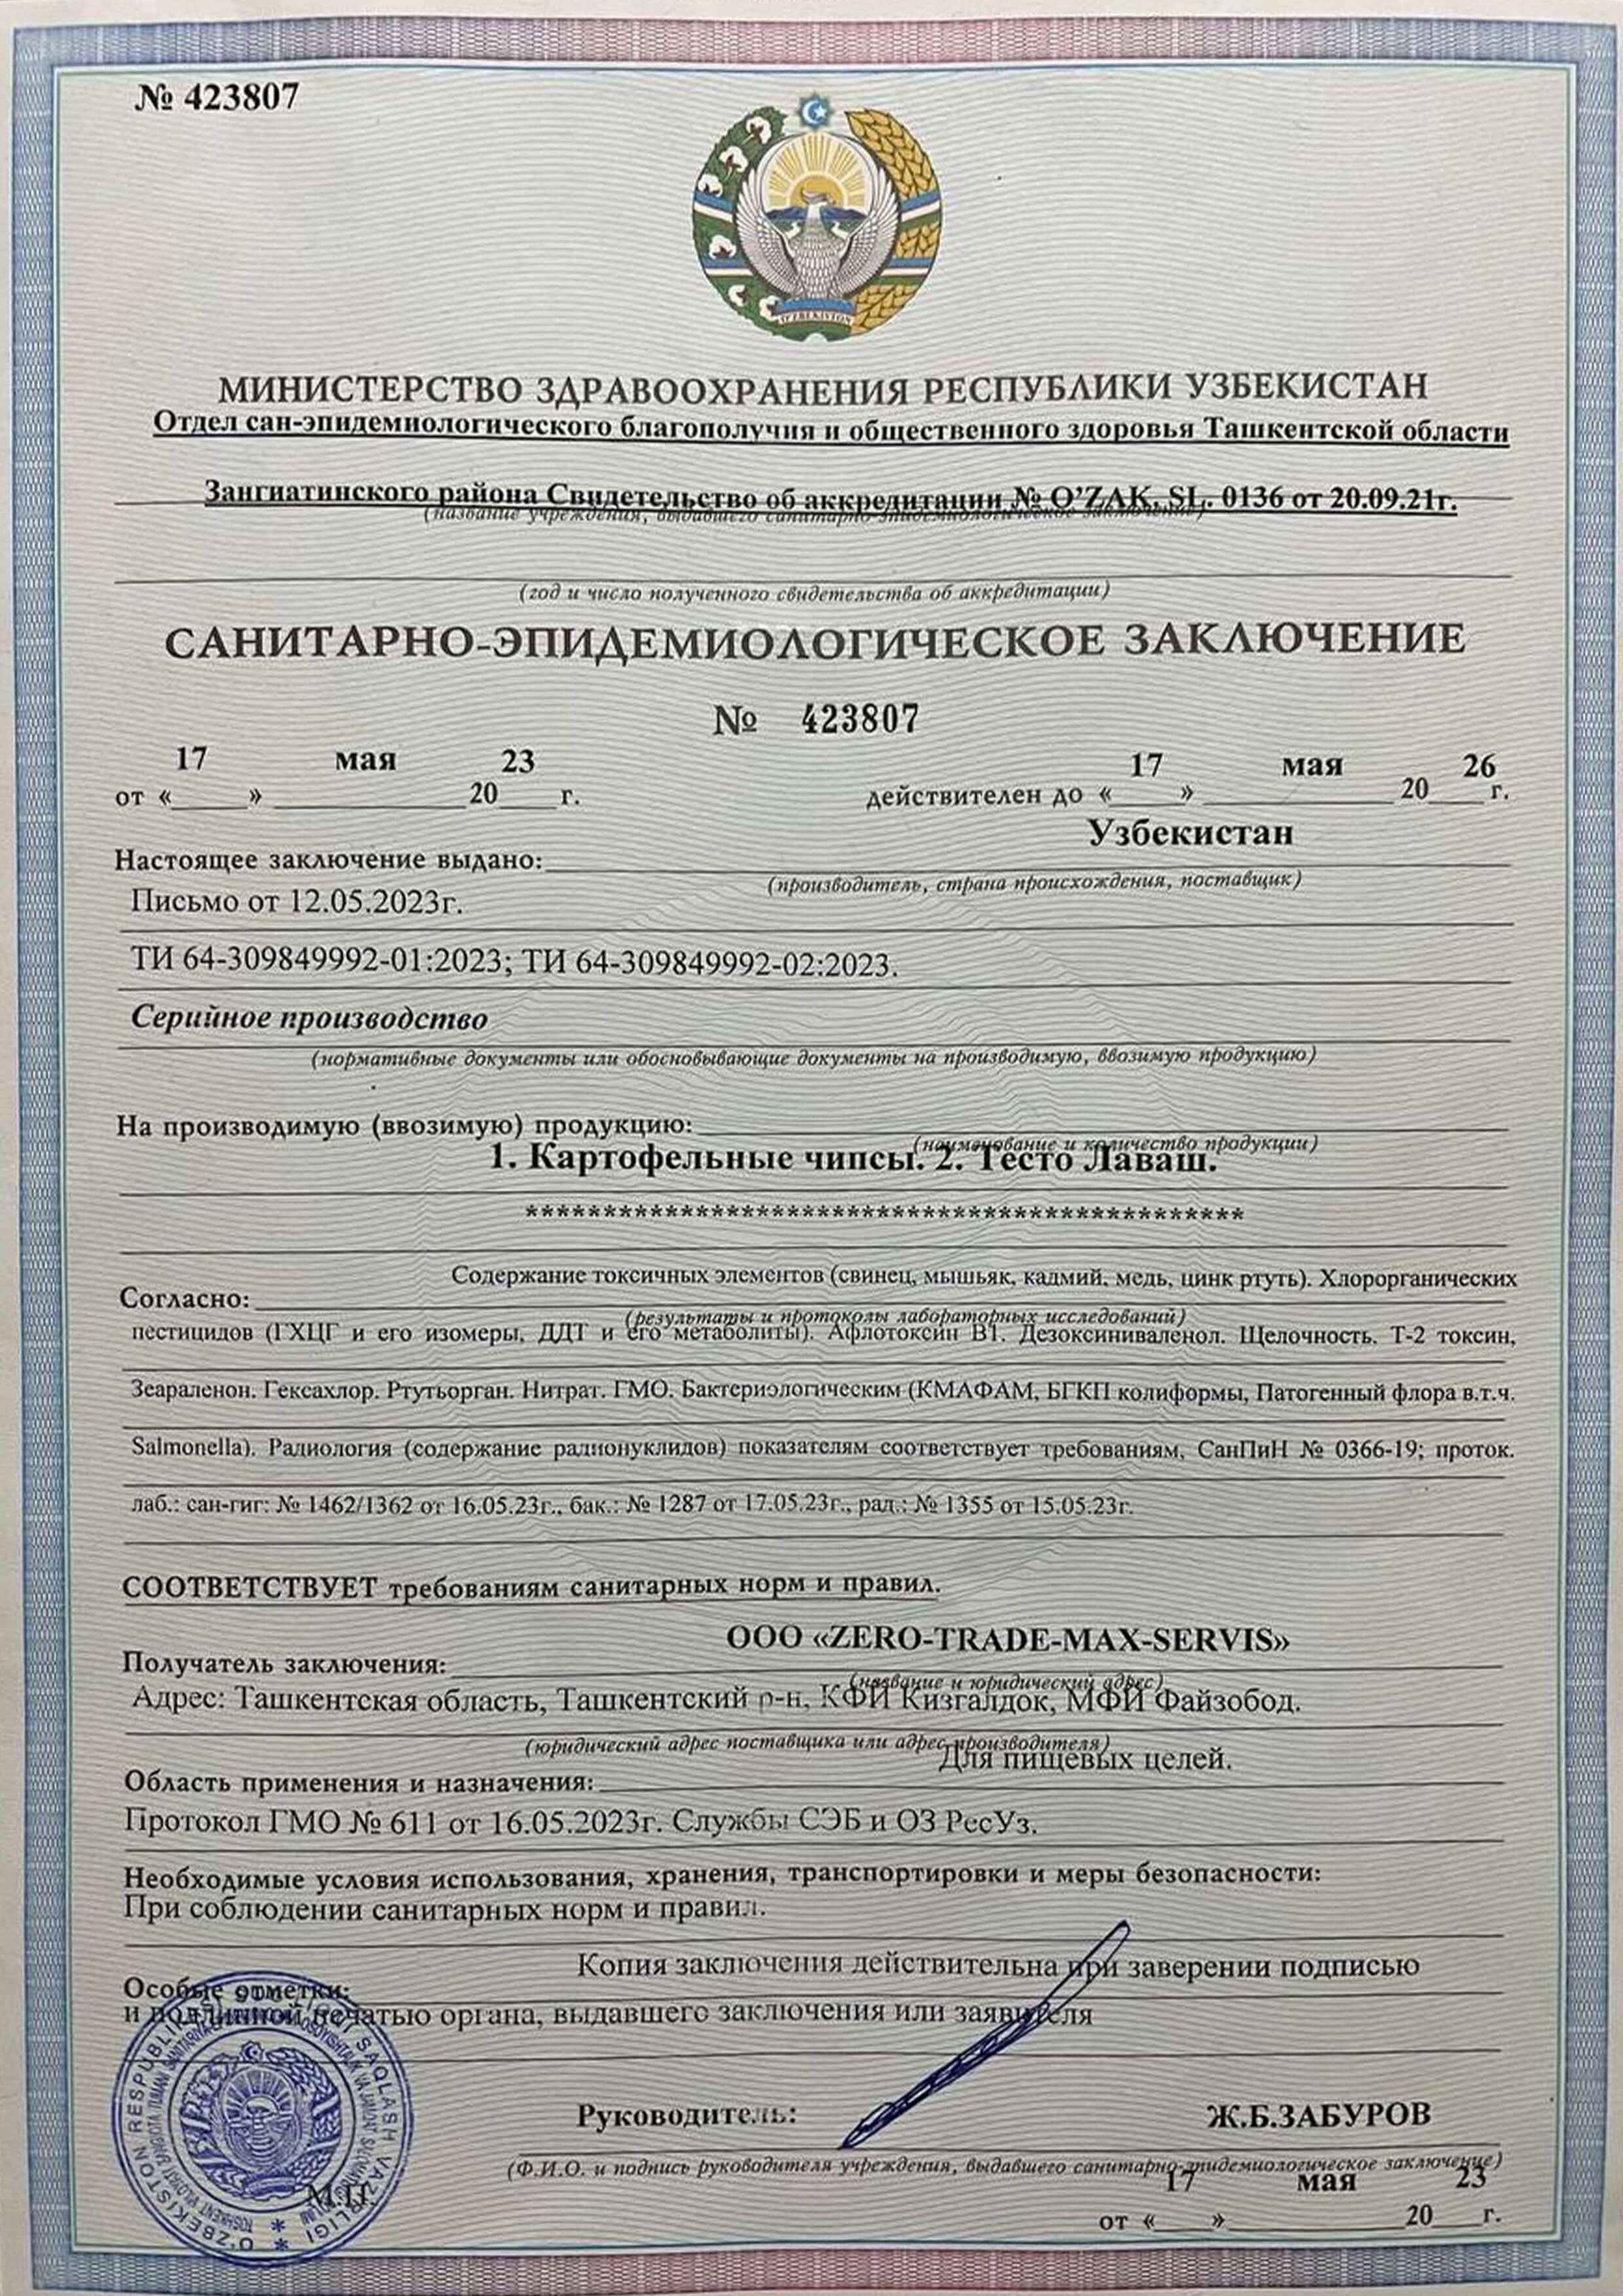 № 423807
O'ZBEKISTON
МИНИСТЕРСТВО ЗДРАВООХРАНЕНИЯ РЕСПУБЛИКИ УЗБЕКИСТАН
Отдел сан-эпидемиологического благополучия и общественного здоровья Ташкентской области
Зангиатинского района Свидетельство об аккредитации № O'ZAK. SL. 0136 от 20.09.21г.
(название учреждения, выдавшего санитарно-эпидемиологическое заключение)
(год и число полученного свидетельства об аккредитации)
САНИТАРНО-ЭПИДЕМИОЛОГИЧЕСКОЕ ЗАКЛЮЧЕНИЕ
№ 423807
от «17» мая 2023 г. действителен до «17» мая 2026 г.
Настоящее заключение выдано: Узбекистан
(производитель, страна происхождения, поставщик)
Письмо от 12.05.2023г.
ТИ 64-309849992-01:2023; ТИ 64-309849992-02:2023.
Серийное производство
(нормативные документы или обосновывающие документы на производимую, ввозимую продукцию)
На производимую (ввозимую) продукцию:
(наименование и количество продукции)
1. Картофельные чипсы. 2. Тесто Лаваш.
***********************************************
Согласно: Содержание токсичных элементов (свинец, мышьяк, кадмий, медь, цинк ртуть). Хлорорганических
(результаты и протоколы лабораторных исследований)
пестицидов (ГХЦГ и его изомеры, ДДТ и его метаболиты). Афлотоксин В1. Дезоксиниваленол. Щелочность. Т-2 токсин,
Зеараленон. Гексахлор. Ртутьорган. Нитрат. ГМО. Бактериологическим (КМАФАМ, БГКП колиформы, Патогенный флора в.т.ч.
Salmonella). Радиология (содержание радионуклидов) показателям соответствует требованиям, СанПиН № 0366-19; проток.
лаб.: сан-гиг: № 1462/1362 от 16.05.23г., бак.: № 1287 от 17.05.23г., рад.: № 1355 от 15.05.23г.
СООТВЕТСТВУЕТ требованиям санитарных норм и правил.
Получатель заключения: ООО «ZERO-TRADE-MAX-SERVIS»
(название и юридический адрес)
Адрес: Ташкентская область, Ташкентский р-н, КФЙ Кизгалдок, МФЙ Файзобод.
(юридический адрес поставщика или адрес производителя)
Область применения и назначения: Для пищевых целей.
Протокол ГМО № 611 от 16.05.2023г. Службы СЭБ и ОЗ РесУз.
Необходимые условия использования, хранения, транспортировки и меры безопасности:
При соблюдении санитарных норм и правил.
Особые отметки: Копия заключения действительна при заверении подписью
и подлинной печатью органа, выдавшего заключения или заявителя
O'ZBEKISTON RESPUBLIKASI SOG'LIQNI SAQLASH VAZIRLIGI
Руководитель: Ж.Б.ЗАБУРОВ
(Ф.И.О. и подпись руководителя учреждения, выдавшего санитарно-эпидемиологическое заключение)
М.П.
от «17» мая 2023 г.